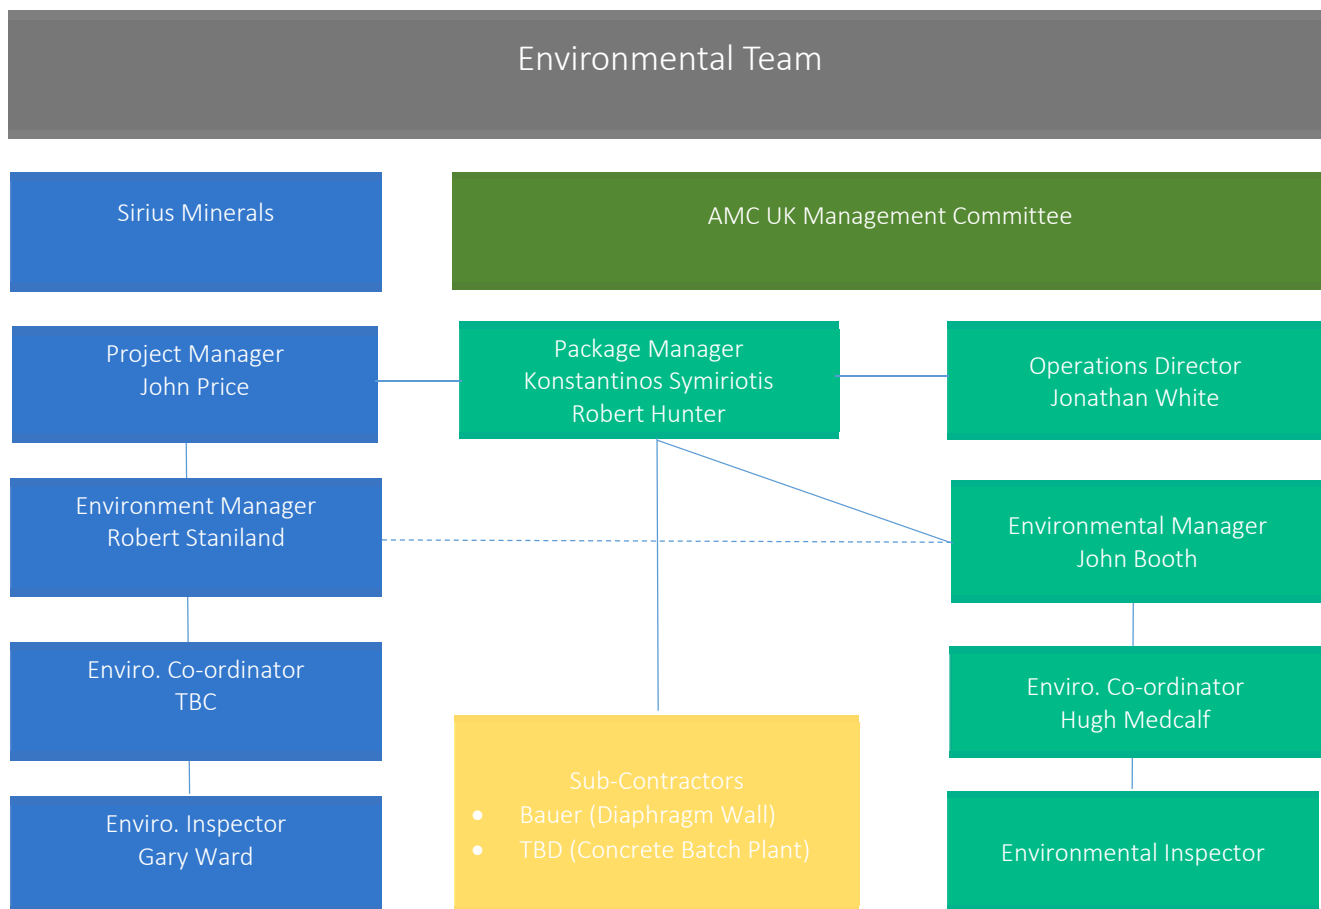 Environmental Team
Sirius Minerals
AMC UK Management Committee
Project Manager
John Price
Package Manager
Konstantinos Symiriotis
Robert Hunter
Operations Director
Jonathan White
Environment Manager
Robert Staniland
Environmental Manager
John Booth
Enviro. Co-ordinator
TBC
Enviro. Co-ordinator
Hugh Medcalf
Sub-Contractors
• Bauer (Diaphragm Wall)
• TBD (Concrete Batch Plant)
Enviro. Inspector
Gary Ward
Environmental Inspector